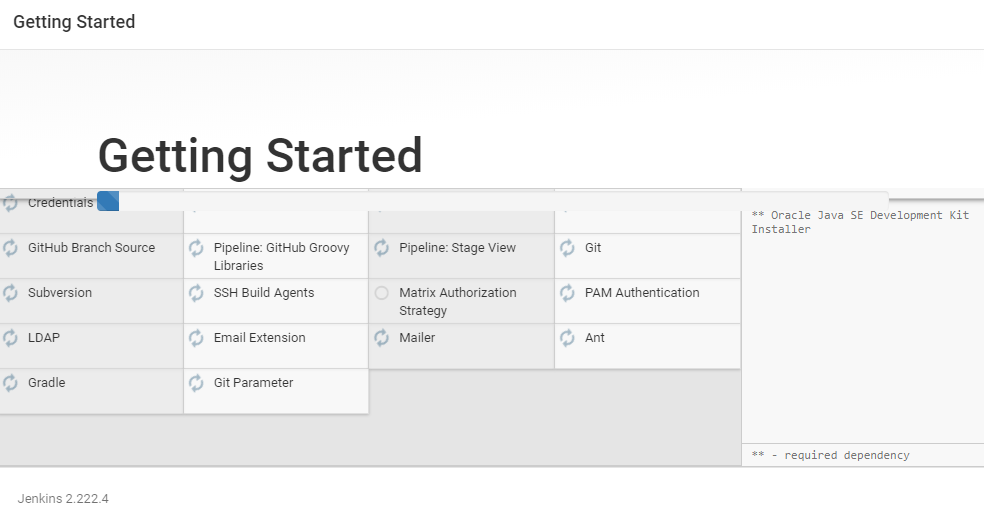 Getting Started
Getting Started
Credentials
** Oracle Java SE Development Kit
Installer
GitHub Branch Source
Pipeline: GitHub Groovy
Libraries
Pipeline: Stage View
Git
Subversion
SSH Build Agents
Matrix Authorization
Strategy
PAM Authentication
LDAP
Email Extension
Mailer
Ant
Gradle
Git Parameter
** - required dependency
Jenkins 2.222.4